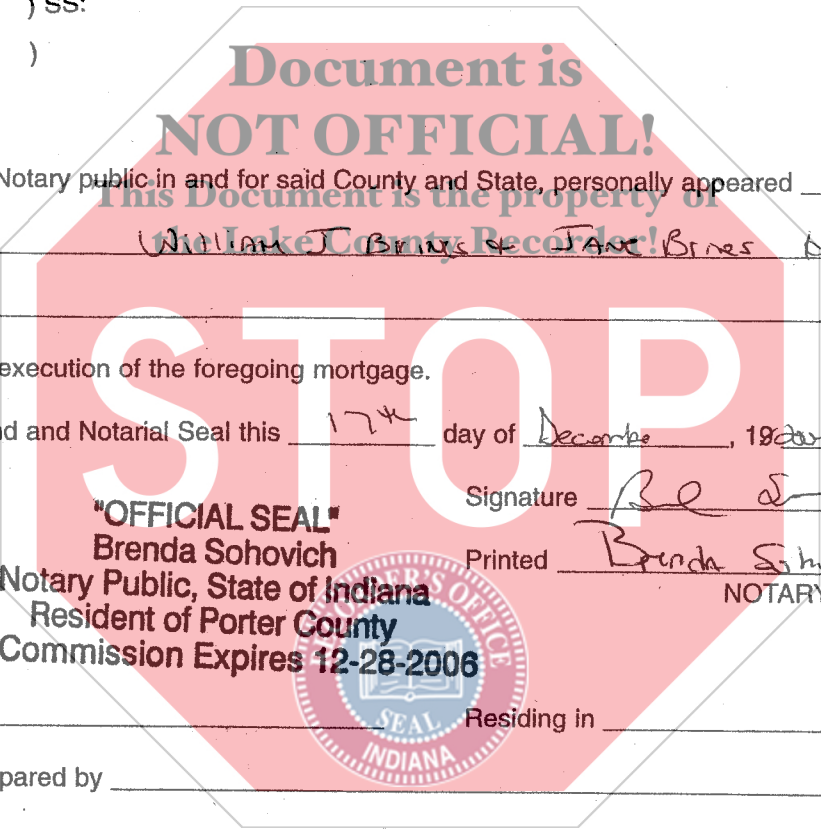 ) SS:
)
Document is
NOT OFFICIAL!
Notary public in and for said County and State, personally appeared
This Document is the property of
the Lake County Recorder!
William J Brines & Jane Brines
STOP
execution of the foregoing mortgage.
nd and Notarial Seal this 17th day of December, 19
"OFFICIAL SEAL"
Brenda Sohovich
Notary Public, State of Indiana
Resident of Porter County
Commission Expires 12-28-2006
Signature
Printed Brenda
NOTARY
RECORDER'S OFFICE
SEAL
INDIANA
Residing in
pared by